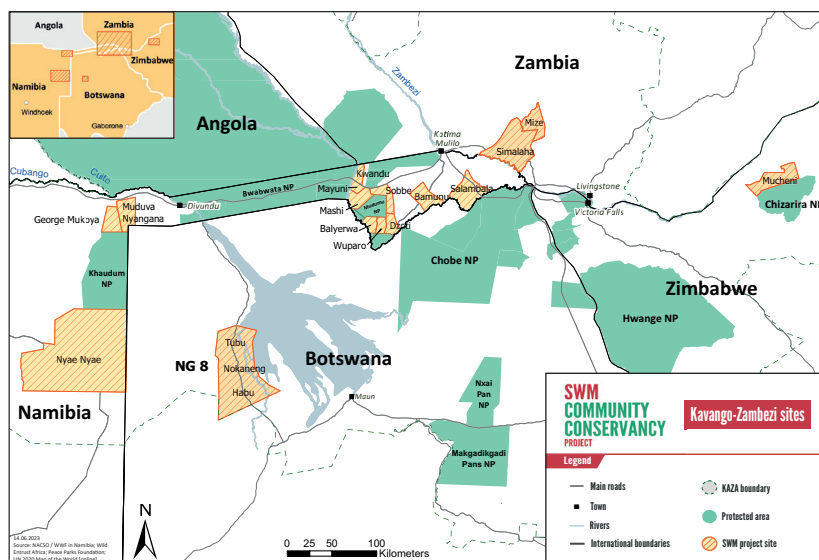 Angola
Zambia
Zimbabwe
Namibia
Windhoek
Botswana
Gaborone
Zambezi
Zambia
Angola
Katima
Mulilo
Mize
Simalaha
Cubango
Cuito
Kwandu
Bwabwata NP
Mayuni
Sobbe
Salambala
Livingstone
Mucheni
George Mukoya
Muduva
Nyangana
Divundu
Mashi
Mudumu
NP
Bamunu
Victoria Falls
Chizarira NP
Balyerwa
Dzoti
Wuparo
Khaudum
NP
Chobe NP
Zimbabwe
Hwange NP
Nyae Nyae
NG 8
Tubu
Nokaneng
Habu
Botswana
Nxai
Pan
NP
Maun
Namibia
Makgadikgadi
Pans NP
SWM
COMMUNITY
CONSERVANCY
PROJECT
Kavango-Zambezi sites
Legend
Main roads
Town
Rivers
International boundaries
KAZA boundary
Protected area
SWM project site
N
0 25 50 100
Kilometers
14.06.2023
Source: NACSO / WWF in Namibia; Wild
Entrust Africa; Peace Parks Foundation;